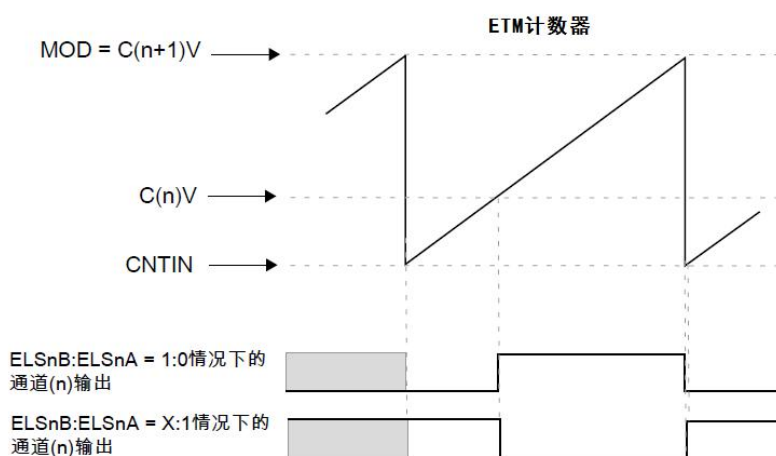 ETM计数器
MOD = C(n+1)V
C(n)V
CNTIN
ELSnB:ELSnA = 1:0情况下的
通道(n)输出
ELSnB:ELSnA = X:1情况下的
通道(n)输出